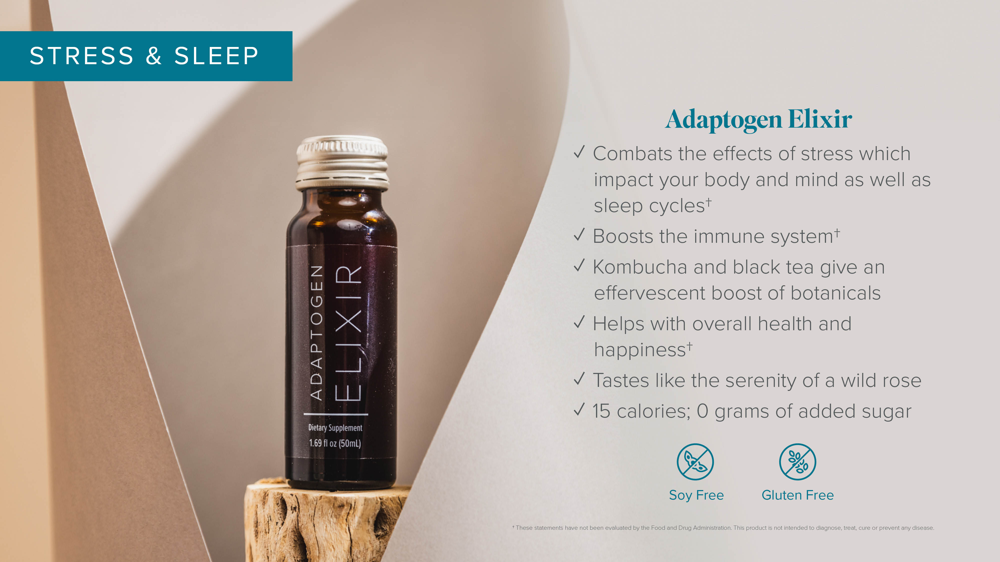 STRESS & SLEEP
ADAPTOGEN
ELIXIR
Dietary Supplement
1.69 fl oz (50mL)
Adaptogen Elixir
✓ Combats the effects of stress which
impact your body and mind as well as
sleep cycles†
✓ Boosts the immune system†
✓ Kombucha and black tea give an
effervescent boost of botanicals
✓ Helps with overall health and
happiness†
✓ Tastes like the serenity of a wild rose
✓ 15 calories; 0 grams of added sugar
Soy Free
Gluten Free
† These statements have not been evaluated by the Food and Drug Administration. This product is not intended to diagnose, treat, cure or prevent any disease.